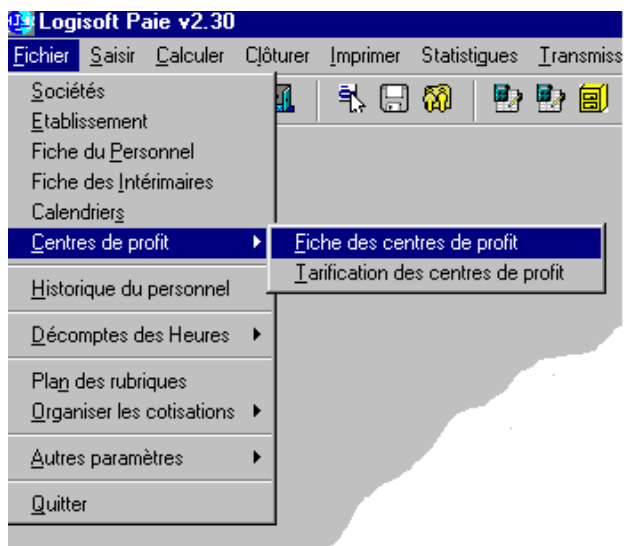 Logisoft Paie v2.30
Fichier Saisir Calculer Clôturer Imprimer Statistiques Transmiss
Sociétés
Etablissement
Fiche du Personnel
Fiche des Intérimaires
Calendriers
Centres de profit
Fiche des centres de profit
Tarification des centres de profit
Historique du personnel
Décomptes des Heures
Plan des rubriques
Organiser les cotisations
Autres paramètres
Quitter